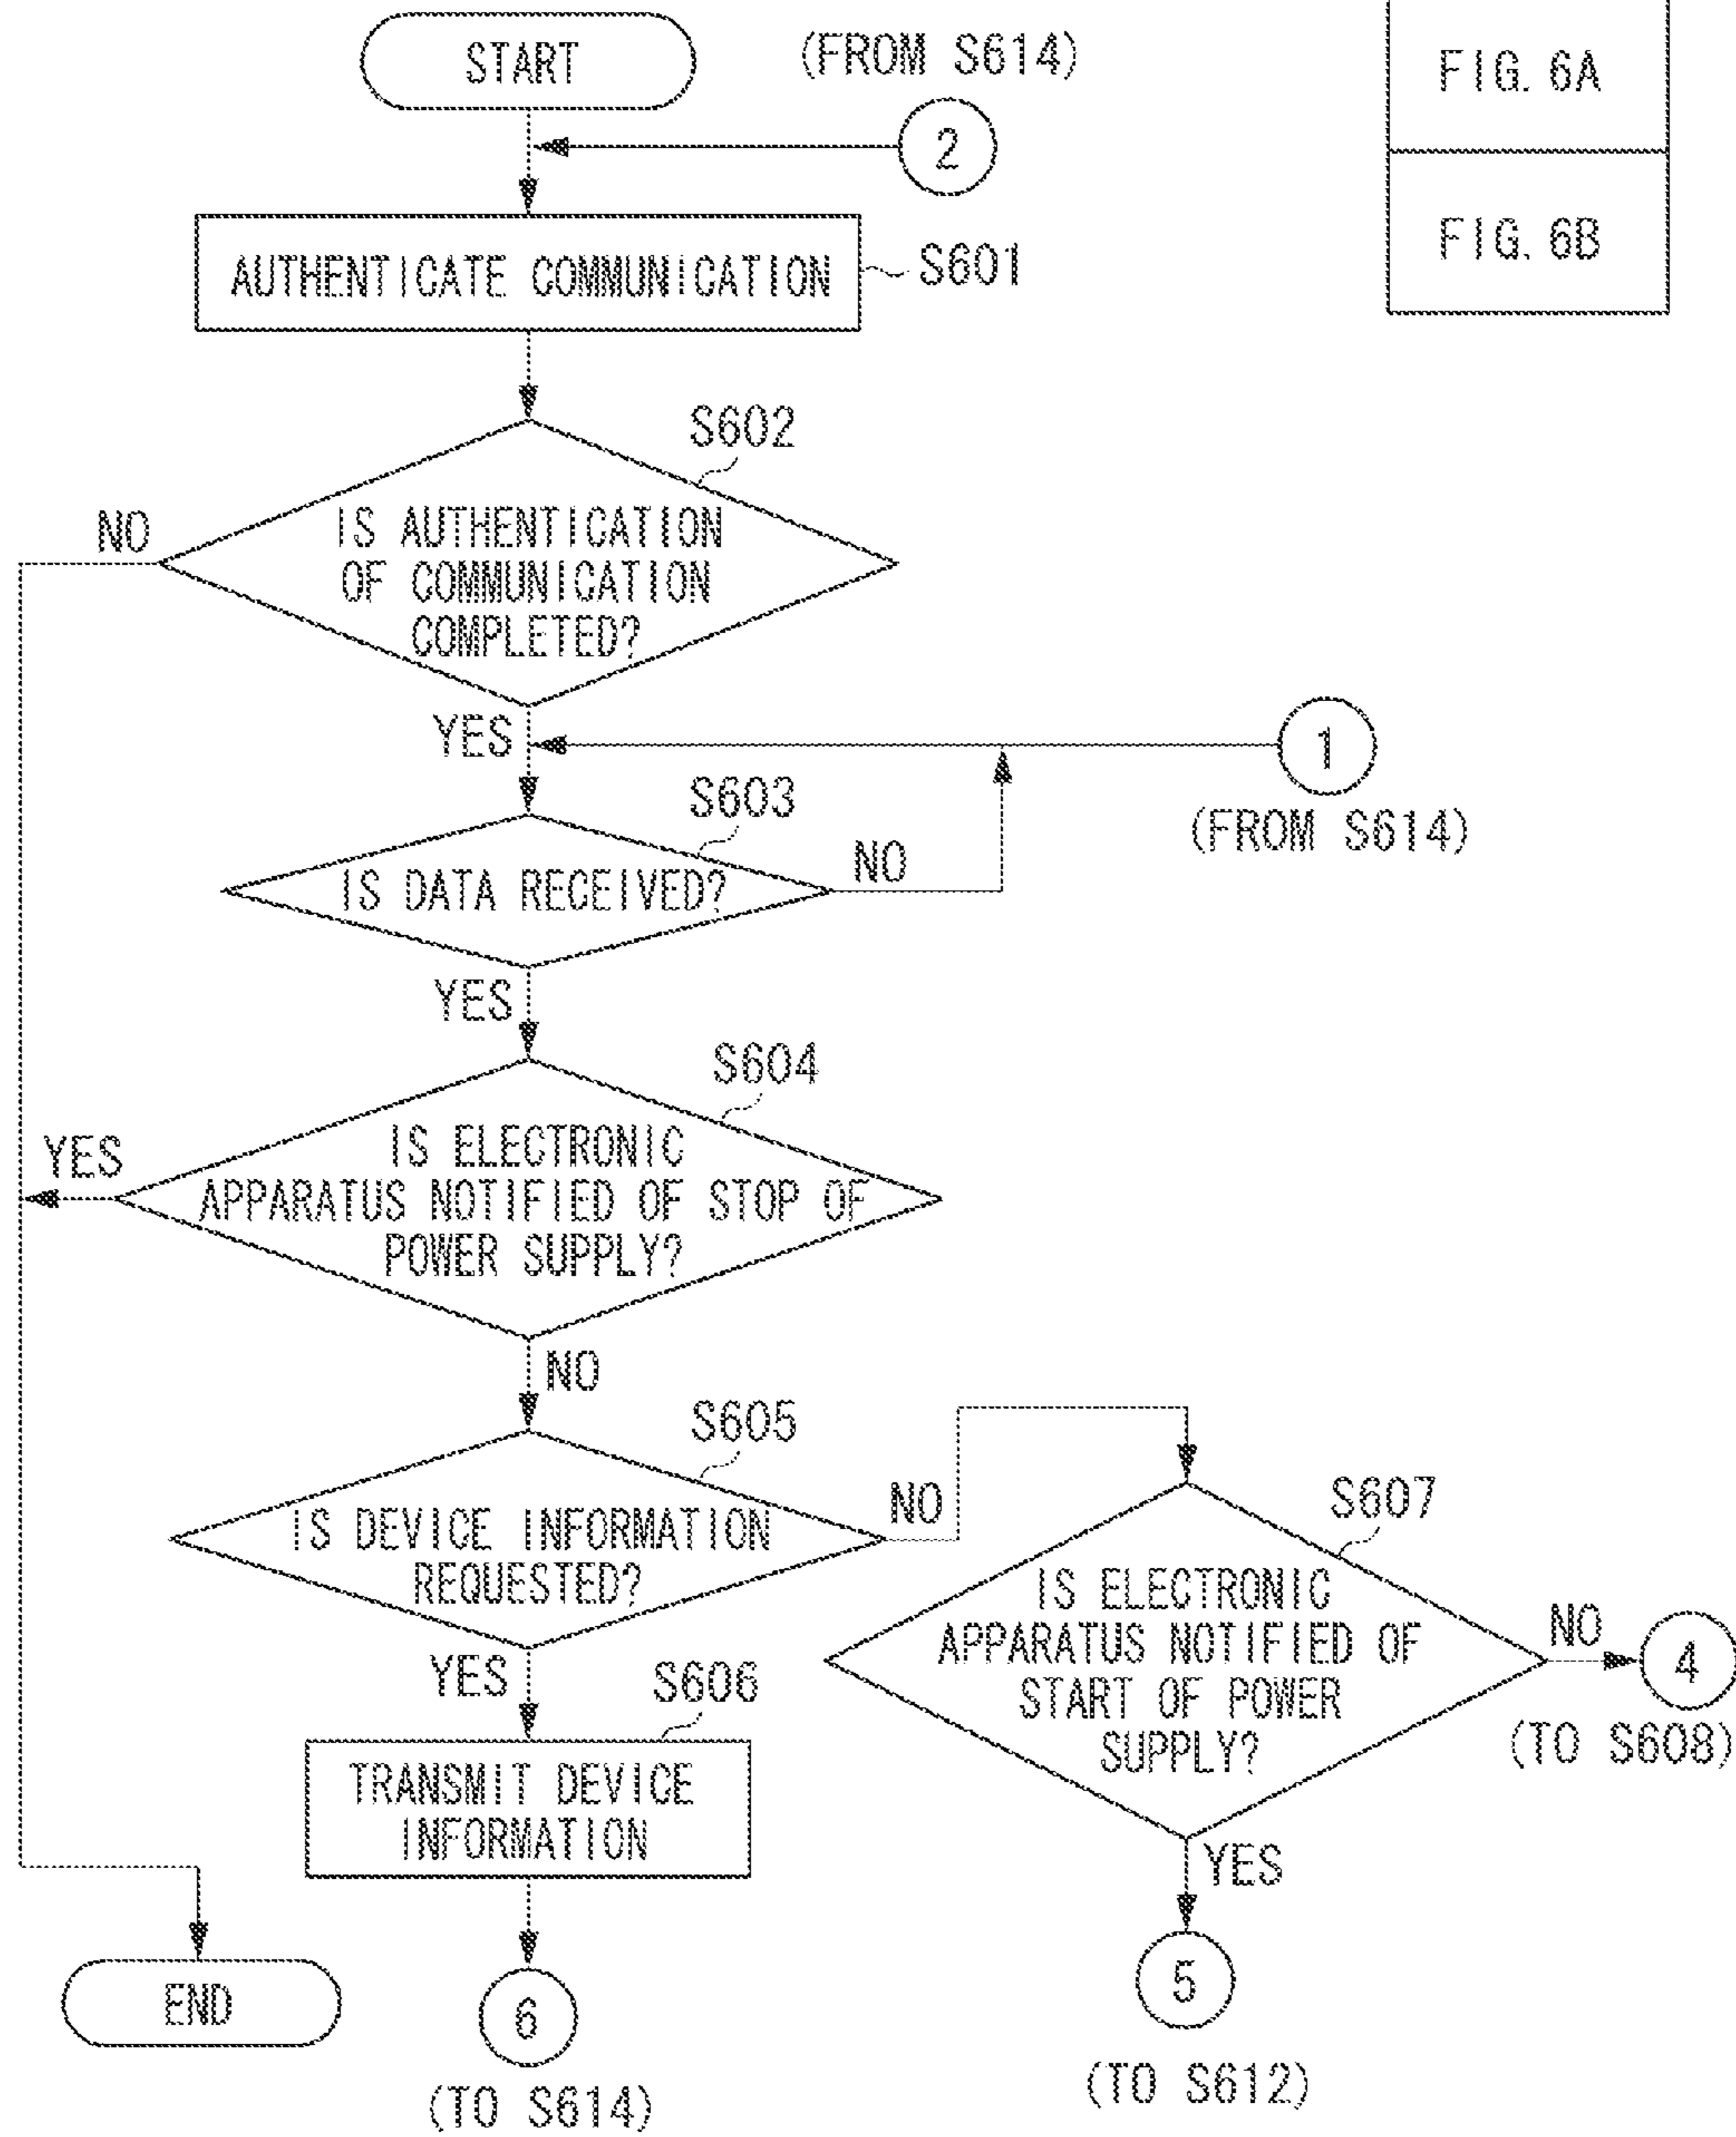 START
(FROM S614)
2
FIG. 6A
FIG. 6B
AUTHENTICATE COMMUNICATION
S601
S602
NO
IS AUTHENTICATION
OF COMMUNICATION
COMPLETED?
YES
1
(FROM S614)
S603
IS DATA RECEIVED?
NO
YES
S604
YES
IS ELECTRONIC
APPARATUS NOTIFIED OF STOP OF
POWER SUPPLY?
NO
S605
IS DEVICE INFORMATION
REQUESTED?
NO
S607
IS ELECTRONIC
APPARATUS NOTIFIED OF
START OF POWER
SUPPLY?
NO
4
(TO S608)
YES
S606
TRANSMIT DEVICE
INFORMATION
YES
END
6
(TO S614)
5
(TO S612)